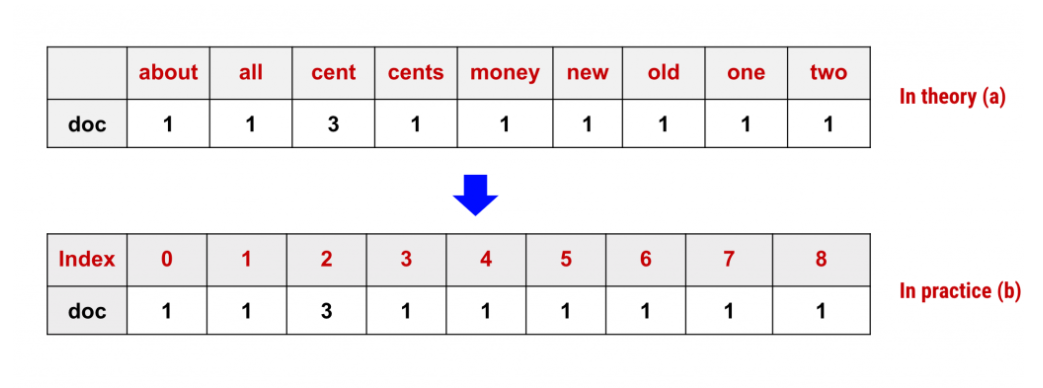 about all cent cents money new old one two
In theory (a)
doc 1 1 3 1 1 1 1 1 1
Index 0 1 2 3 4 5 6 7 8
In practice (b)
doc 1 1 3 1 1 1 1 1 1